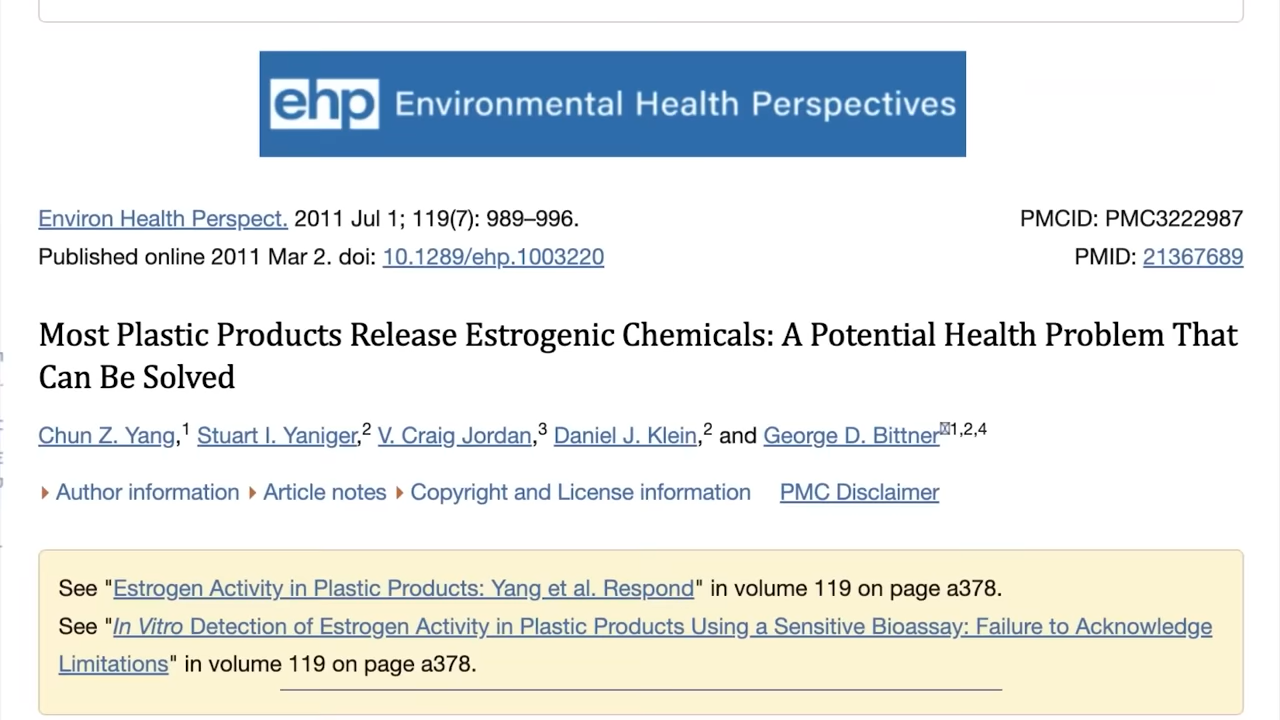 ehp Environmental Health Perspectives
Environ Health Perspect. 2011 Jul 1; 119(7): 989–996.
PMCID: PMC3222987
Published online 2011 Mar 2. doi: 10.1289/ehp.1003220
PMID: 21367689
Most Plastic Products Release Estrogenic Chemicals: A Potential Health Problem That
Can Be Solved
Chun Z. Yang,1 Stuart I. Yaniger,2 V. Craig Jordan,3 Daniel J. Klein,2 and George D. Bittner1,2,4
Author information Article notes Copyright and License information PMC Disclaimer
See "Estrogen Activity in Plastic Products: Yang et al. Respond" in volume 119 on page a378.
See "In Vitro Detection of Estrogen Activity in Plastic Products Using a Sensitive Bioassay: Failure to Acknowledge
Limitations" in volume 119 on page a378.